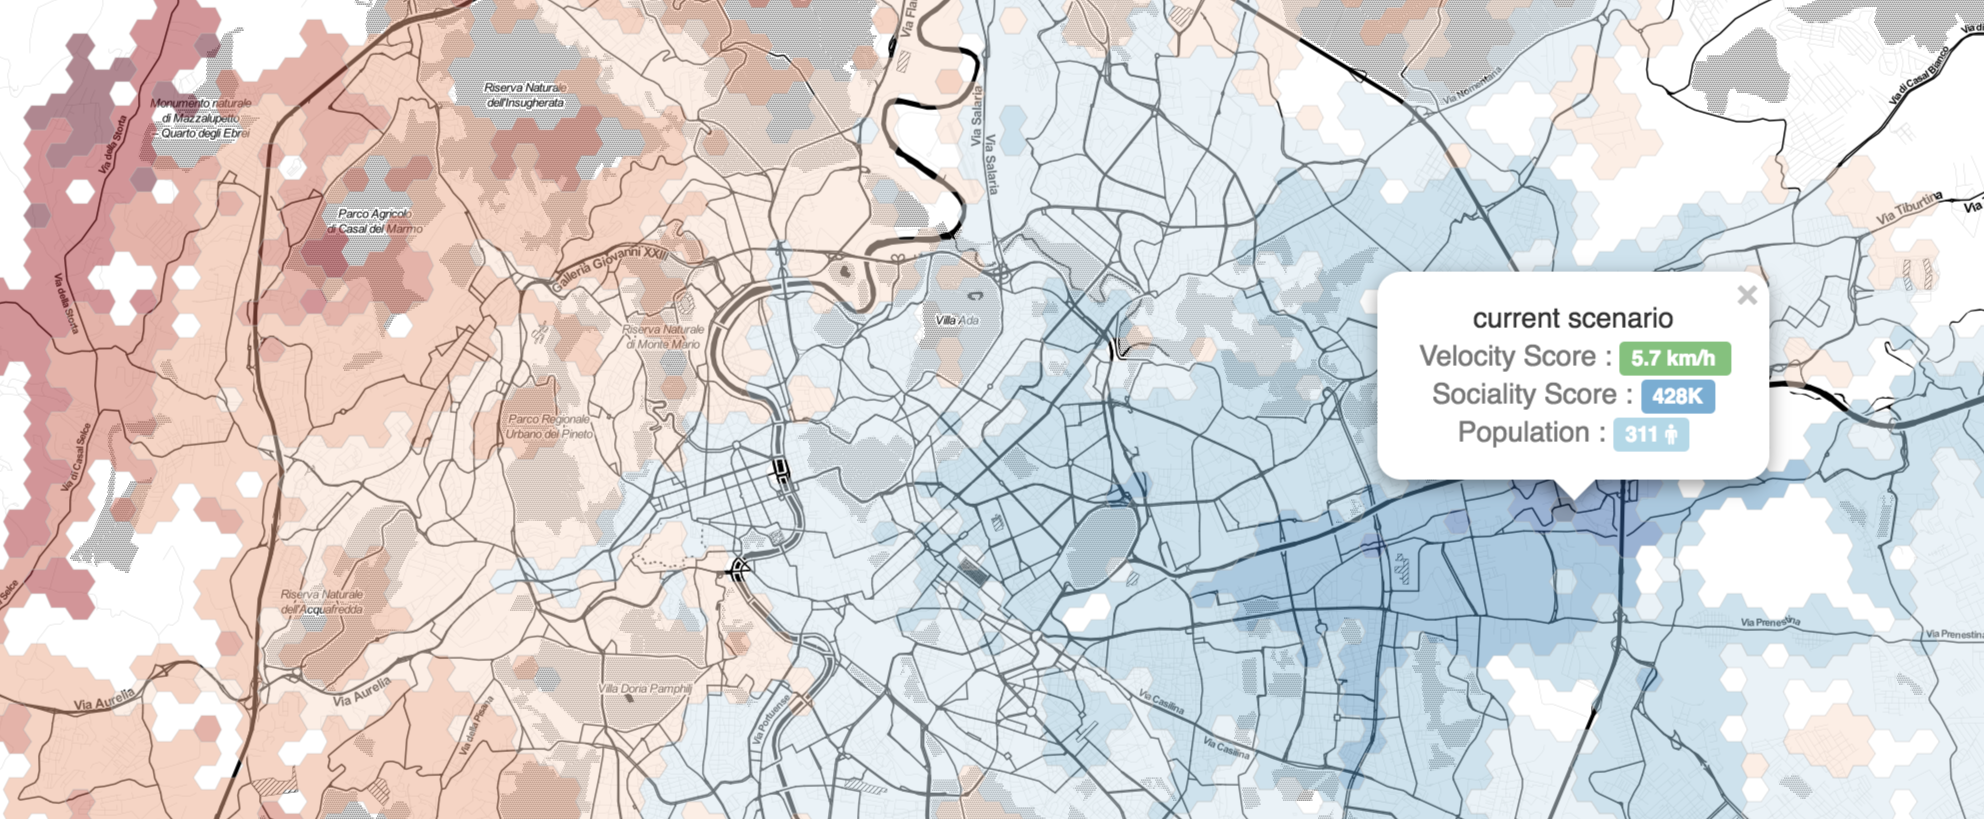 Via Flam
Via Salaria
Via Salaria
Via Nomentana
Via di Casal Bianco
Via di
Riserva Naturale
dell'Insugherata
Monumento naturale
di Mazzalupetto
– Quarto degli Ebrei
Via della Storta
Parco Agricolo
di Casal del Marmo
Via Tiburtina
Via
Galleria Giovanni XXIII
Via della Storta
Riserva Naturale
di Monte Mario
Villa Ada
×
current scenario
Velocity Score : 5.7 km/h
Sociality Score : 428K
Population : 311
Parco Regionale
Urbano del Pineto
Via di Casal Selce
Selce
Riserva Naturale
dell'Acquafredda
Via Prenestina
Via Prenestina
Via Aurelia
Via Aurelia
Villa Doria Pamphilj
Via della Pisana
Via Portuense
Via Casilina
Via Casilina